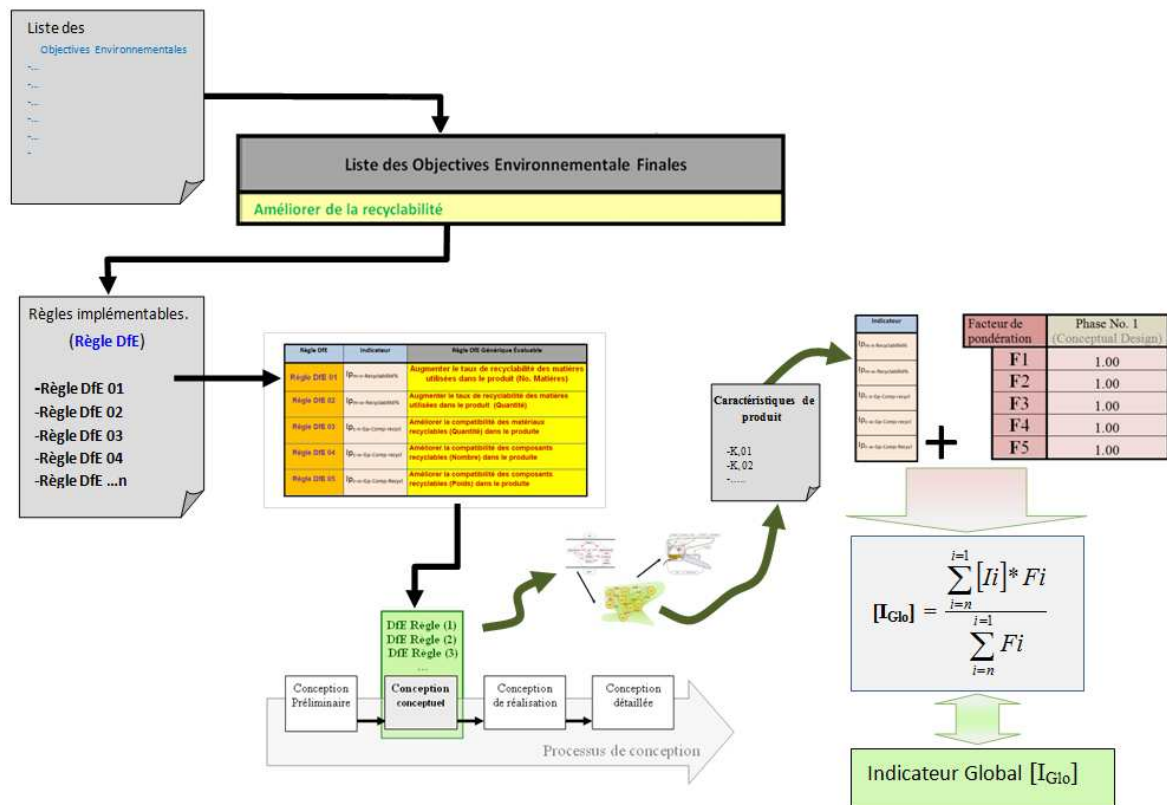 Liste des
Objectives Environnementales
-...
-...
-...
-...
-...
-
Liste des Objectives Environnementale Finales
Améliorer de la recyclabilité
Règles implémentables.
(Règle DfE)
-Règle DfE 01
-Règle DfE 02
-Règle DfE 03
-Règle DfE 04
-Règle DfE ...n
Règle DfE Indicateur Règle DfE Générique Évaluable
Règle DfE 01 Augmenter le taux de recyclabilité des matières
utilisées dans le produit (No. Matières)
Règle DfE 02 Augmenter le taux de recyclabilité des matières
utilisées dans le produit (Quantité)
Règle DfE 03 Améliorer la compatibilité des matériaux
recyclables (Quantité) dans le produite
Règle DfE 04 Améliorer la compatibilité des composants
recyclables (Nombre) dans le produite
Règle DfE 05 Améliorer la compatibilité des composants
recyclables (Poids) dans le produite
DfE Règle (1)
DfE Règle (2)
DfE Règle (3)
...
Conception
Préliminaire
Conception
conceptuel
Conception
de réalisation
Conception
détaillée
Processus de conception
Caractéristiques de
produit
-K,01
-K,02
-.....
Indicateur
+
Facteur de
pondération
Phase No. 1
(Conceptual Design)
F1 1.00
F2 1.00
F3 1.00
F4 1.00
F5 1.00
[I_Glo] = \frac{\sum_{i=n}^{i=1} [Ii]* Fi}{\sum_{i=n}^{i=1} Fi}
Indicateur Global [I_Glo]